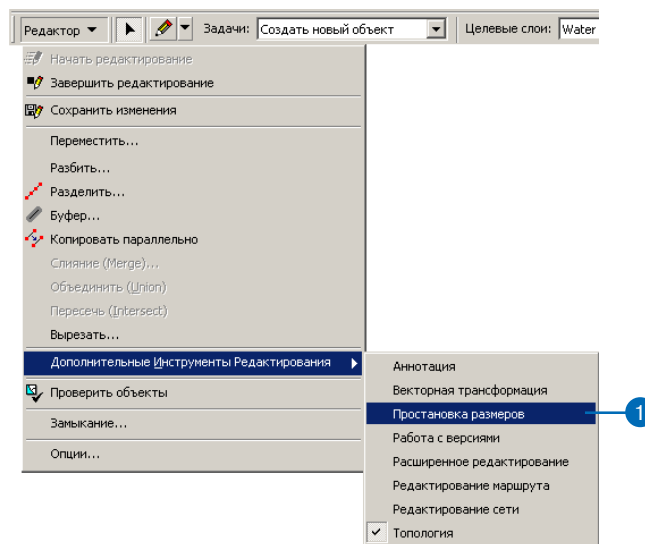 Редактор Задачи: Создать новый объект Целевые слои: Water
Начать редактирование
Завершить редактирование
Сохранить изменения
Переместить...
Разбить...
Разделить...
Буфер...
Копировать параллельно
Слияние (Merge)...
Объединить (Union)
Пересечь (Intersect)
Вырезать...
Дополнительные Инструменты Редактирования
Проверить объекты
Замыкание...
Опции...
Аннотация
Векторная трансформация
Простановка размеров 1
Работа с версиями
Расширенное редактирование
Редактирование маршрута
Редактирование сети
Топология